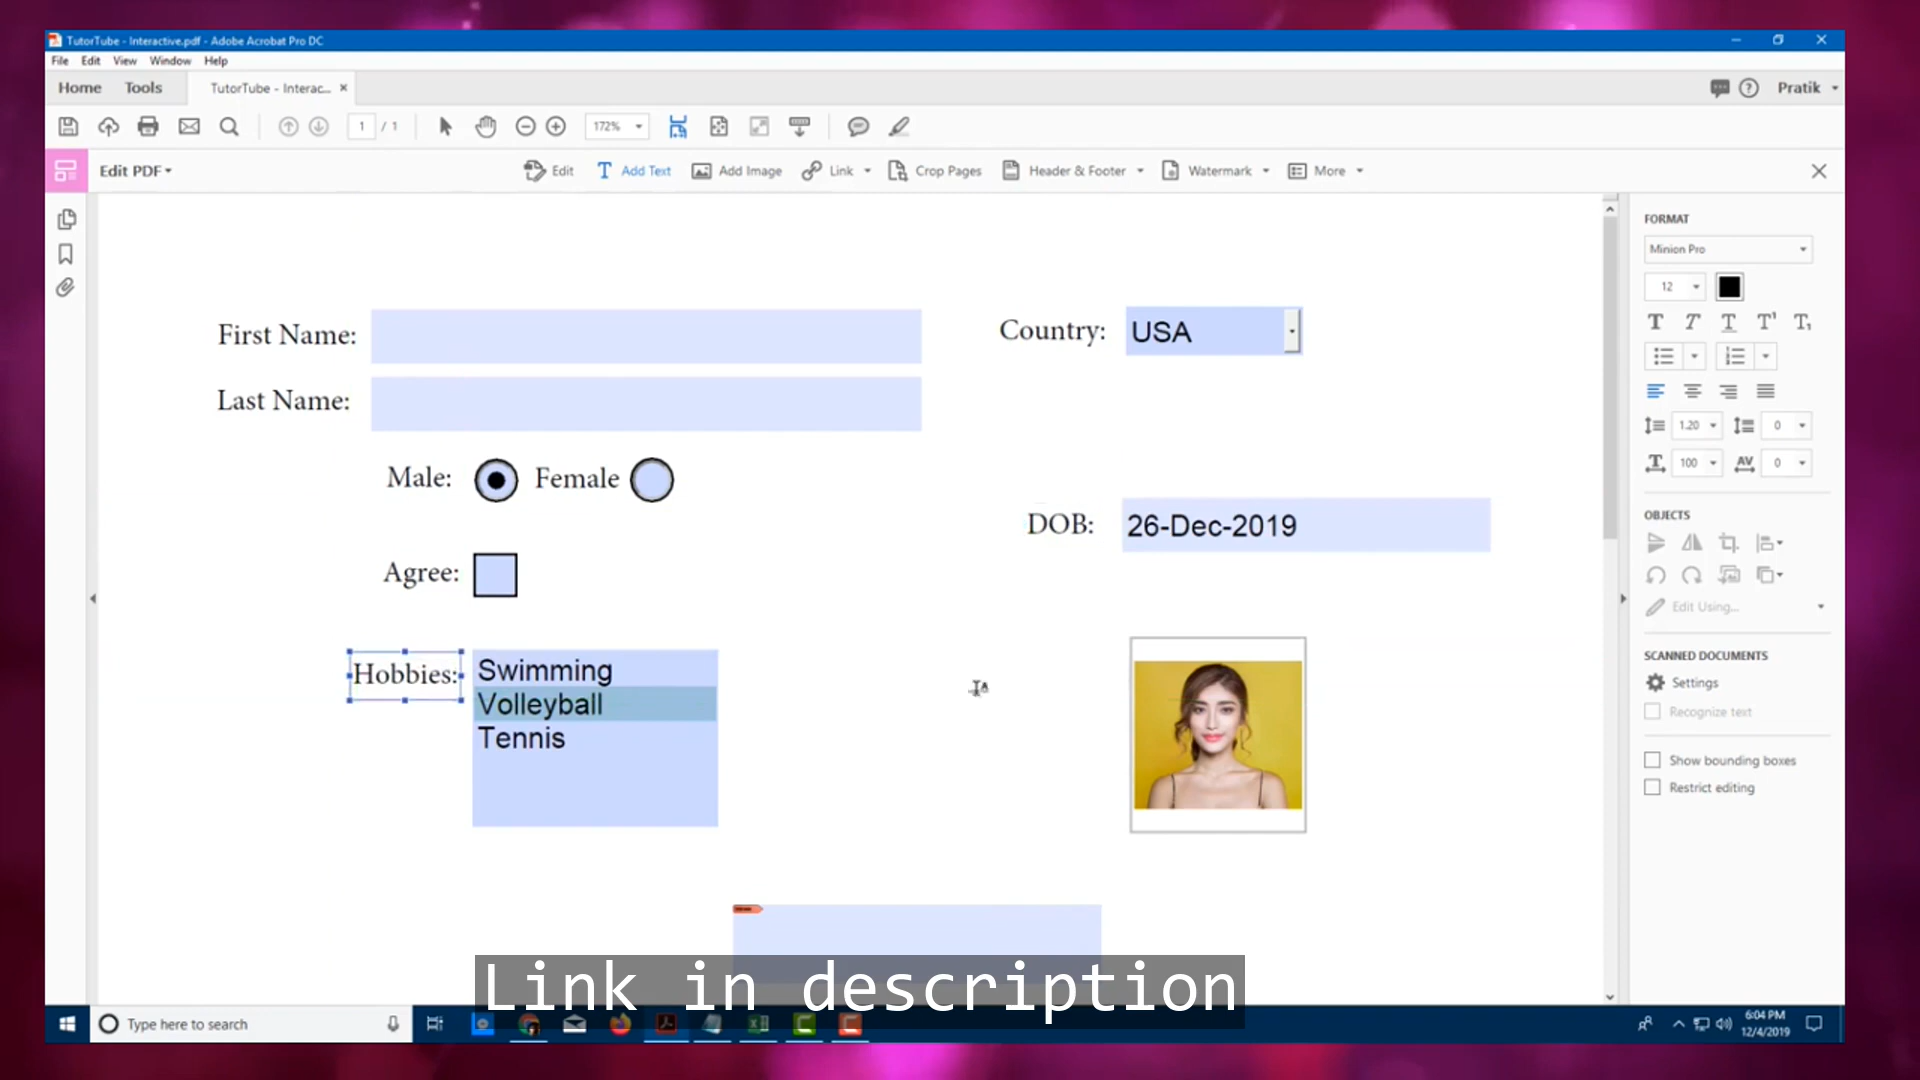 TutorTube - Interactive.pdf - Adobe Acrobat Pro DC
File Edit View Window Help
Home Tools TutorTube - Interac... ×
Pratik
1 / 1 172%
Edit PDF
Edit Add Text Add Image Link Crop Pages Header & Footer Watermark More
FORMAT
Minion Pro
12
1.20 0
100 0
OBJECTS
Edit Using...
SCANNED DOCUMENTS
Settings
Recognize text
Show bounding boxes
Restrict editing
First Name:
Country: USA
Last Name:
Male: Female
DOB: 26-Dec-2019
Agree:
Hobbies: Swimming
Volleyball
Tennis
Link in description
Type here to search
6:04 PM
12/4/2019